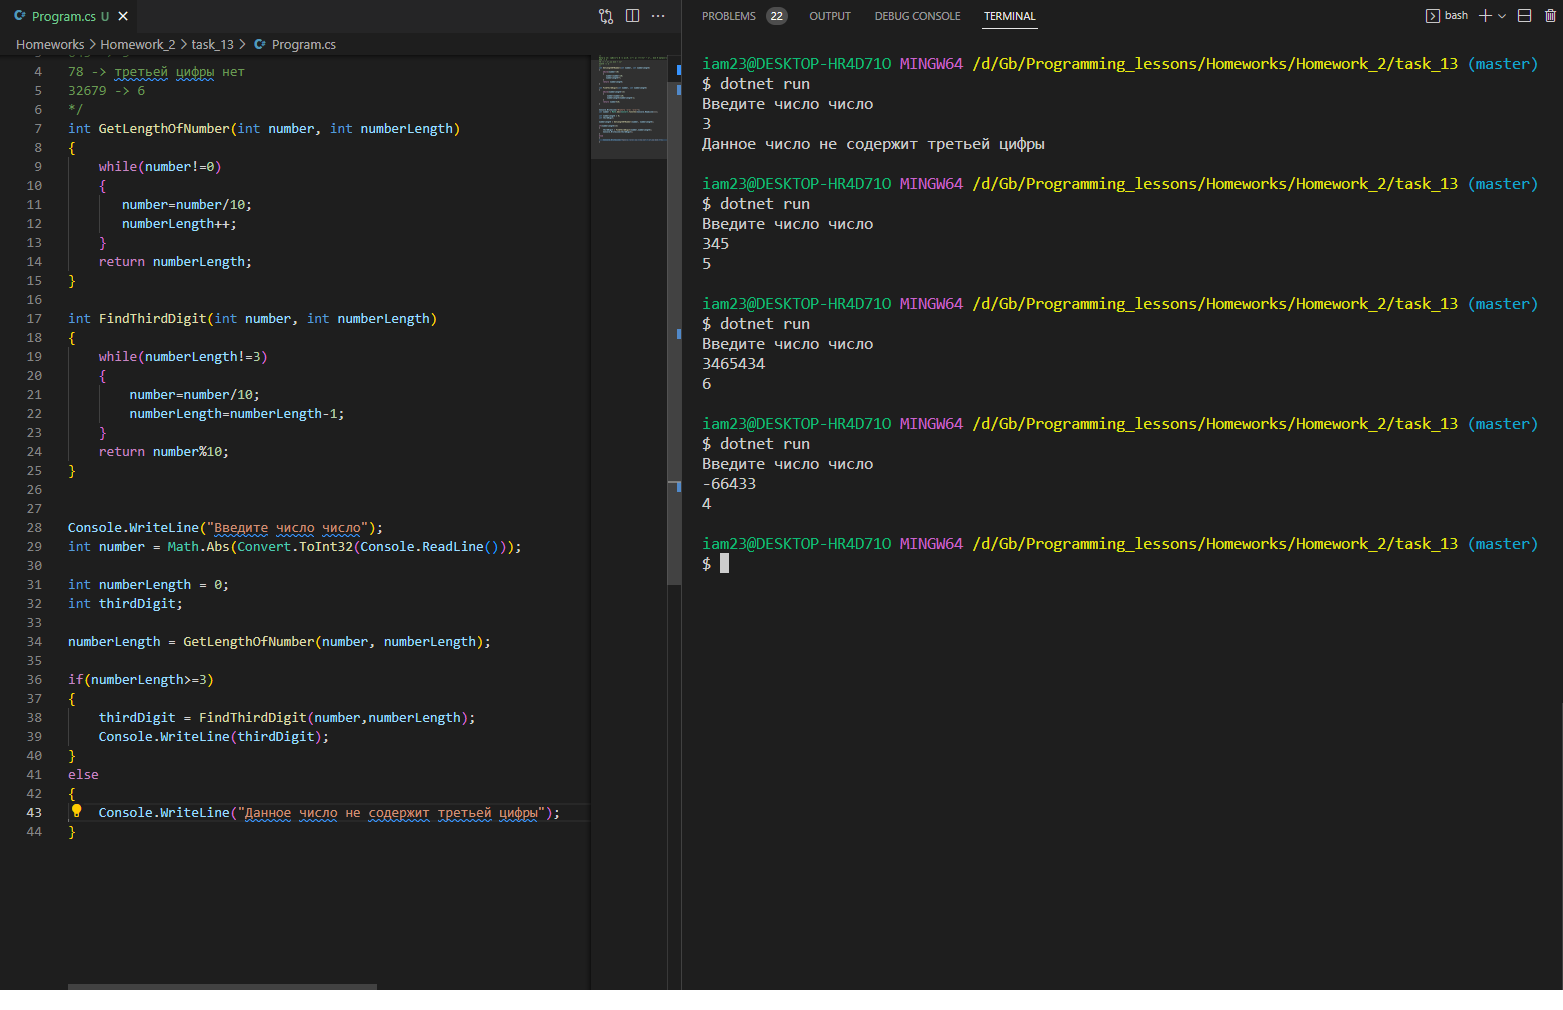 Program.cs U
Homeworks > Homework_2 > task_13 > Program.cs
4 78 -> третьей цифры нет
5 32679 -> 6
6 */
7 int GetLengthOfNumber(int number, int numberLength)
8 {
9     while(number!=0)
10     {
11        number=number/10;
12        numberLength++;
13     }
14     return numberLength;
15 }
16
17 int FindThirdDigit(int number, int numberLength)
18 {
19     while(numberLength!=3)
20     {
21         number=number/10;
22         numberLength=numberLength-1;
23     }
24     return number%10;
25 }
26
27
28 Console.WriteLine("Введите число число");
29 int number = Math.Abs(Convert.ToInt32(Console.ReadLine()));
30
31 int numberLength = 0;
32 int thirdDigit;
33
34 numberLength = GetLengthOfNumber(number, numberLength);
35
36 if(numberLength>=3)
37 {
38     thirdDigit = FindThirdDigit(number,numberLength);
39     Console.WriteLine(thirdDigit);
40 }
41 else
42 {
43     Console.WriteLine("Данное число не содержит третьей цифры");
44 }
PROBLEMS 22 OUTPUT DEBUG CONSOLE TERMINAL bash
iam23@DESKTOP-HR4D71O MINGW64 /d/Gb/Programming_lessons/Homeworks/Homework_2/task_13 (master)
$ dotnet run
Введите число число
3
Данное число не содержит третьей цифры
iam23@DESKTOP-HR4D71O MINGW64 /d/Gb/Programming_lessons/Homeworks/Homework_2/task_13 (master)
$ dotnet run
Введите число число
345
5
iam23@DESKTOP-HR4D71O MINGW64 /d/Gb/Programming_lessons/Homeworks/Homework_2/task_13 (master)
$ dotnet run
Введите число число
3465434
6
iam23@DESKTOP-HR4D71O MINGW64 /d/Gb/Programming_lessons/Homeworks/Homework_2/task_13 (master)
$ dotnet run
Введите число число
-66433
4
iam23@DESKTOP-HR4D71O MINGW64 /d/Gb/Programming_lessons/Homeworks/Homework_2/task_13 (master)
$